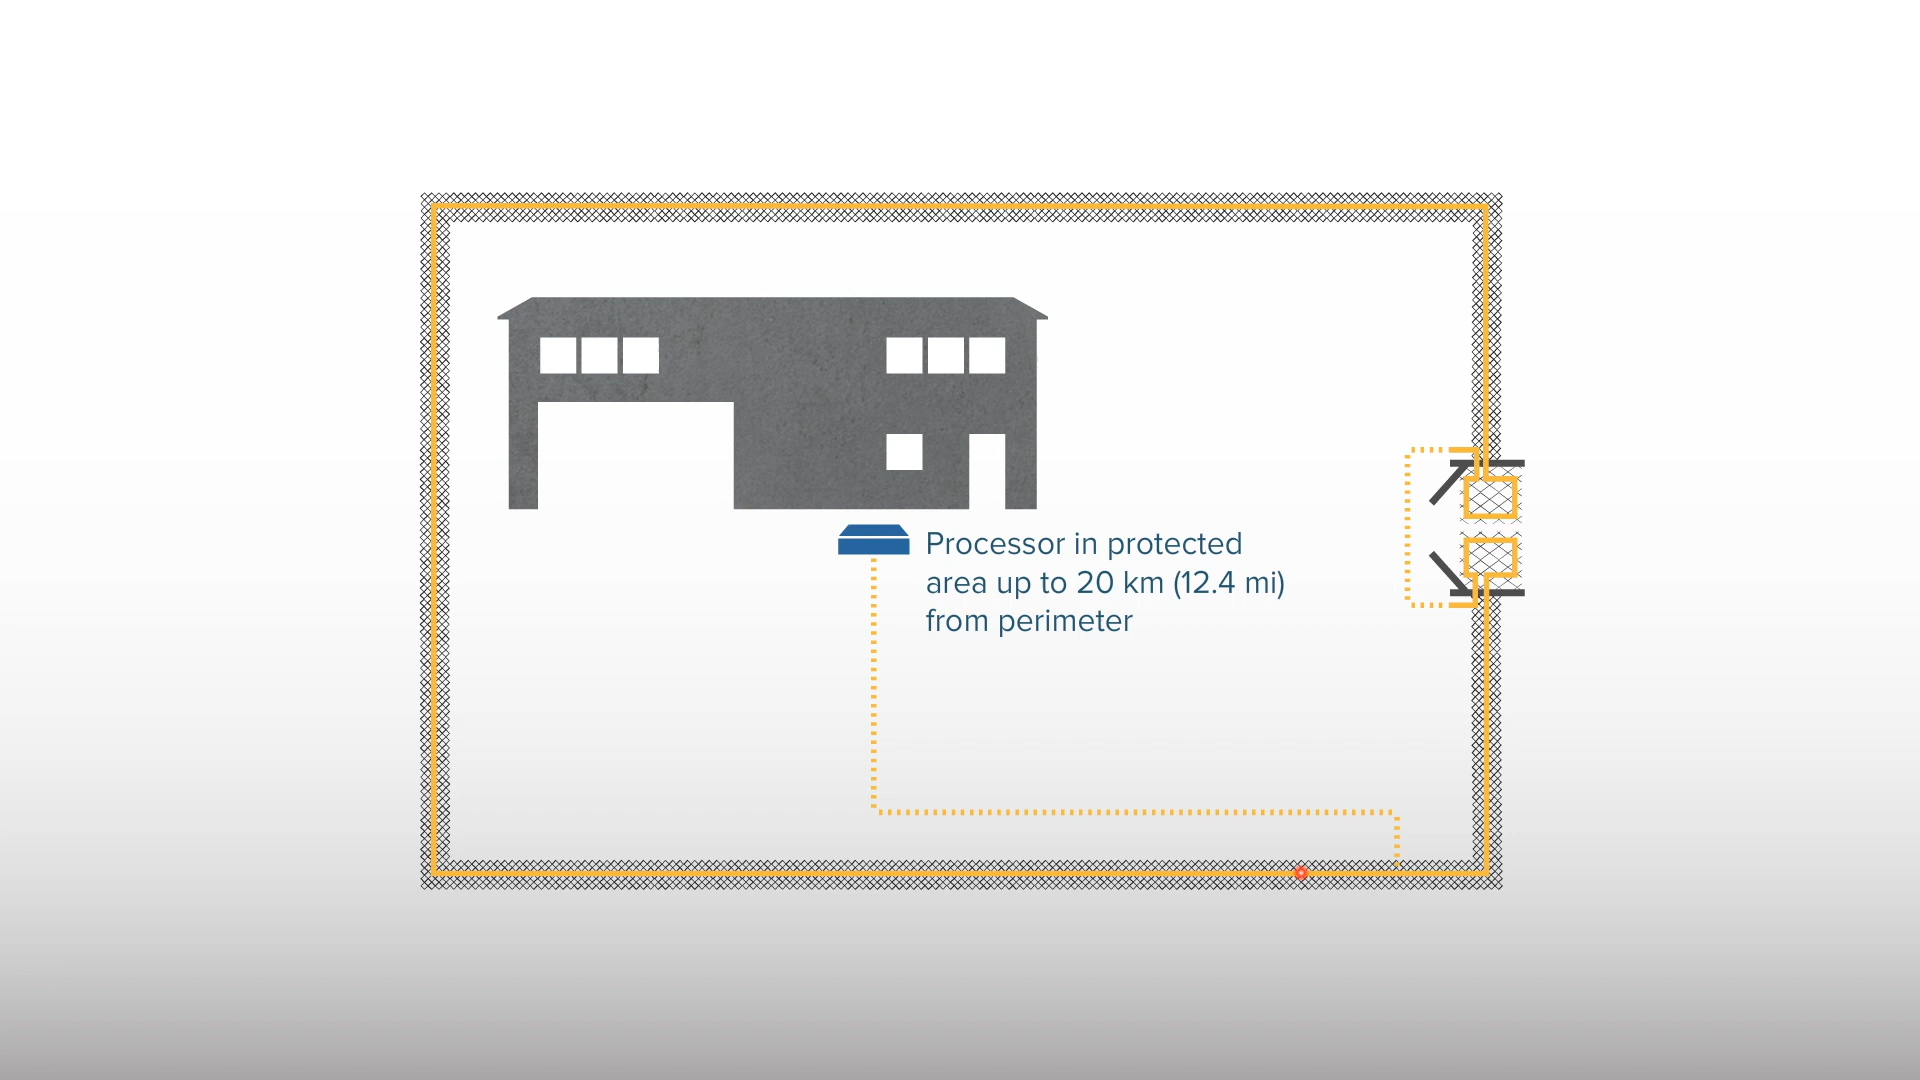 Processor in protected
area up to 20 km (12.4 mi)
from perimeter